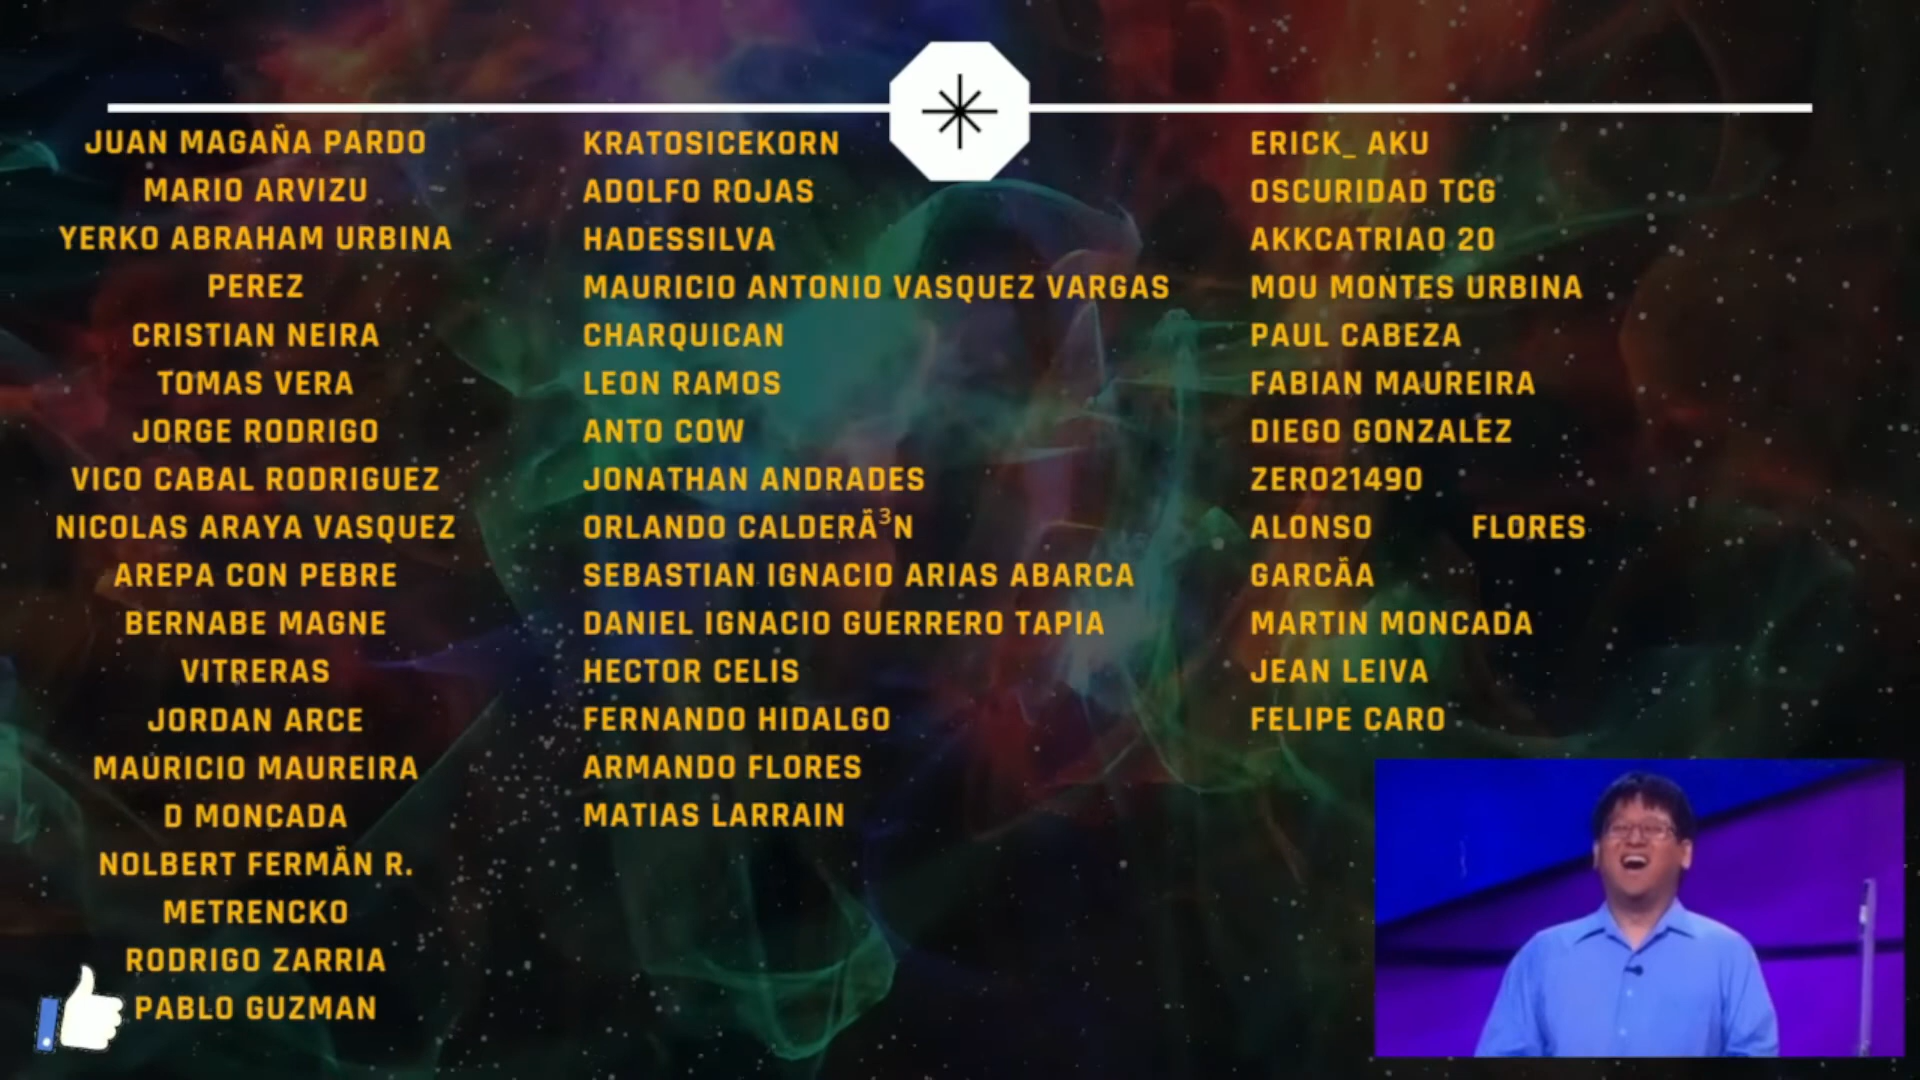 JUAN MAGAÑA PARDO
MARIO ARVIZU
YERKO ABRAHAM URBINA
PEREZ
CRISTIAN NEIRA
TOMAS VERA
JORGE RODRIGO
VICO CABAL RODRIGUEZ
NICOLAS ARAYA VASQUEZ
AREPA CON PEBRE
BERNABE MAGNE
VITRERAS
JORDAN ARCE
MAURICIO MAUREIRA
D MONCADA
NOLBERT FERMÃN R.
METRENCKO
RODRIGO ZARRIA
PABLO GUZMAN
KRATOSICEKORN
ADOLFO ROJAS
HADESSILVA
MAURICIO ANTONIO VASQUEZ VARGAS
CHARQUICAN
LEON RAMOS
ANTO COW
JONATHAN ANDRADES
ORLANDO CALDERÃ³N
SEBASTIAN IGNACIO ARIAS ABARCA
DANIEL IGNACIO GUERRERO TAPIA
HECTOR CELIS
FERNANDO HIDALGO
ARMANDO FLORES
MATIAS LARRAIN
ERICK_ AKU
OSCURIDAD TCG
AKKCATRIAO 20
MOU MONTES URBINA
PAUL CABEZA
FABIAN MAUREIRA
DIEGO GONZALEZ
ZERO21490
ALONSO FLORES
GARCÃA
MARTIN MONCADA
JEAN LEIVA
FELIPE CARO